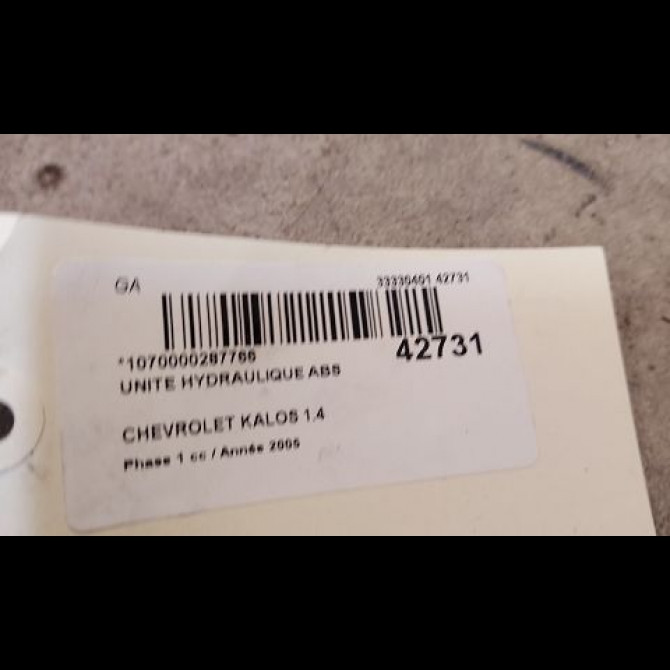 GA 33330401 42731
42731
*1070000287766
UNITE HYDRAULIQUE ABS
CHEVROLET KALOS 1.4
Phase 1 cc / Année 2005